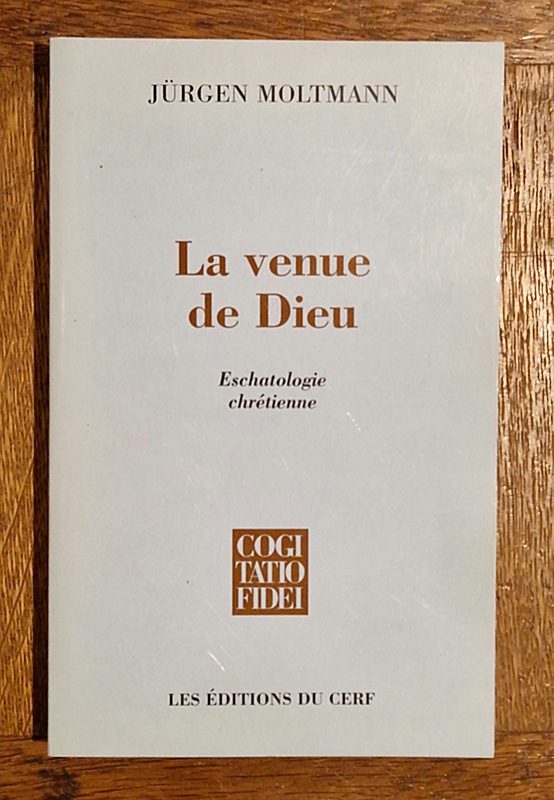 JÜRGEN MOLTMANN
La venue
de Dieu
Eschatologie
chrétienne
COGI
TATIO
FIDEI
LES ÉDITIONS DU CERF